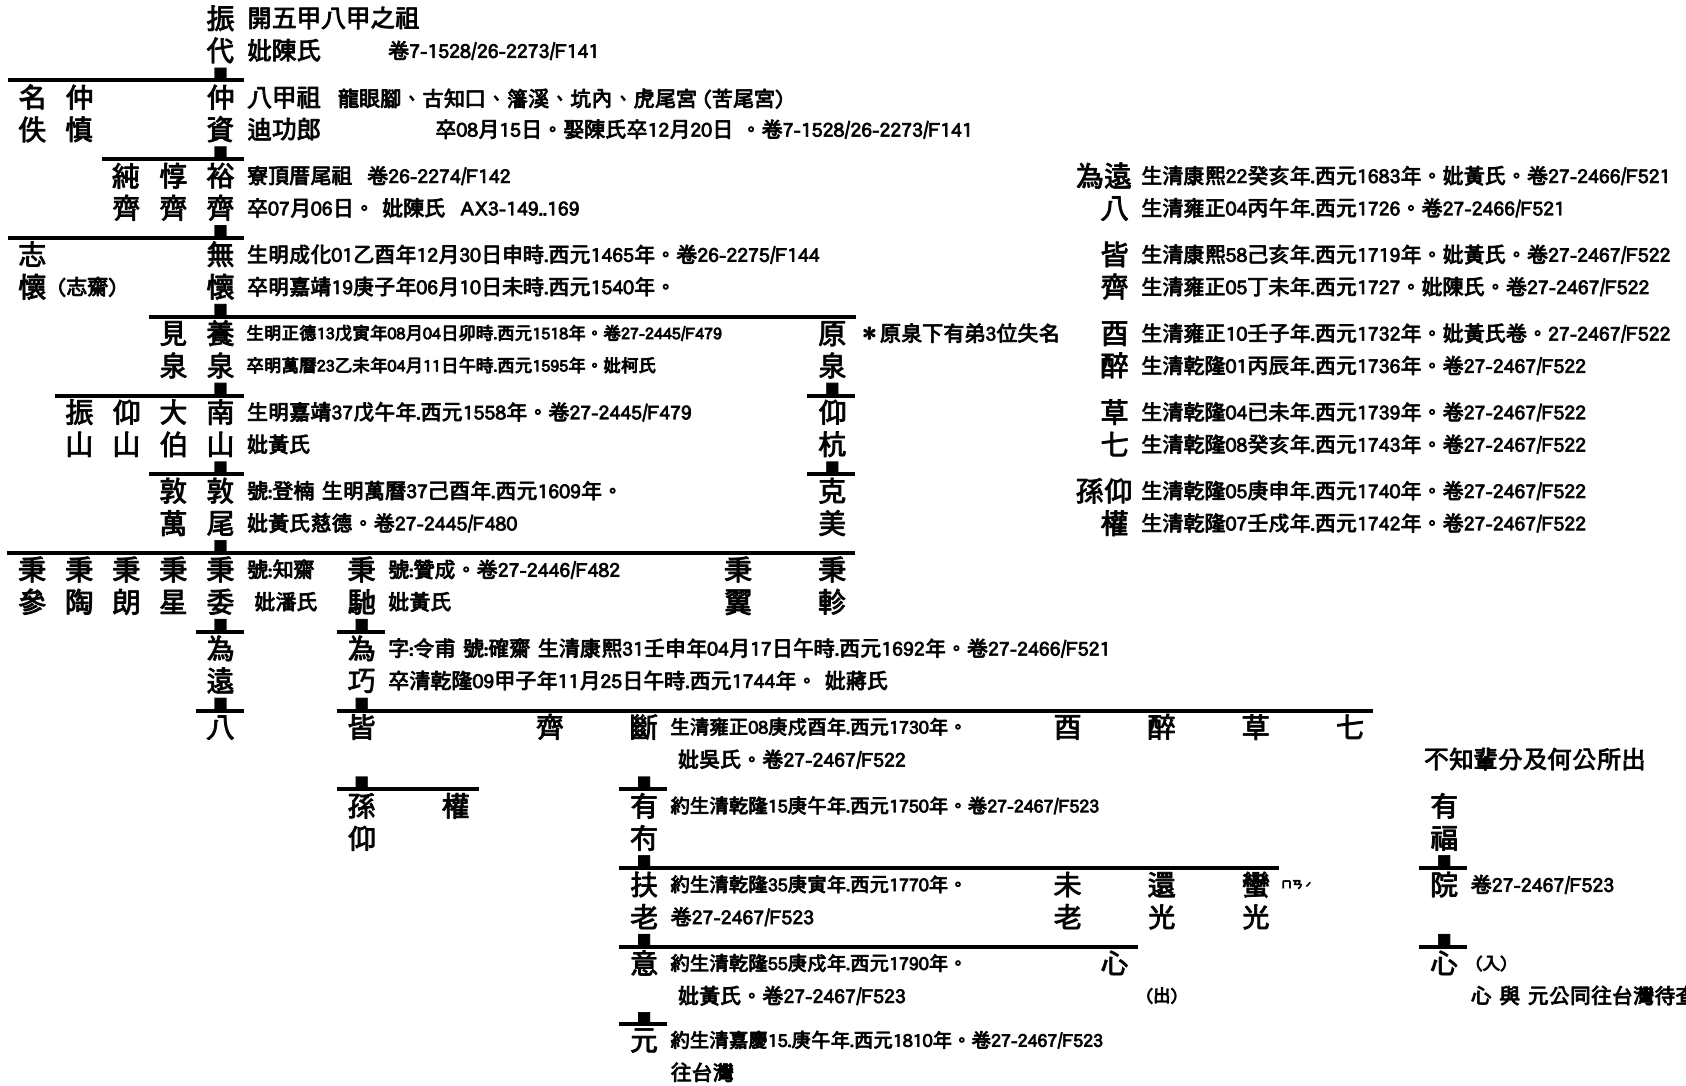 振代 開五甲八甲之祖
妣陳氏 卷7-1528/26-2273/F141
名佚 仲慎 仲資 八甲祖 龍眼腳、古知口、籓溪、坑內、虎尾宮 (苦尾宮)
迪功郎 卒08月15日。娶陳氏卒12月20日 。卷7-1528/26-2273/F141
純齊 惇齊 裕齊 寮頂厝尾祖 卷26-2274/F142
卒07月06日。 妣陳氏 AX3-149..169
志懷 (志齋) 無懷 生明成化01乙酉年12月30日申時.西元1465年。卷26-2275/F144
卒明嘉靖19庚子年06月10日未時.西元1540年。
見泉 養泉 生明正德13戊寅年08月04日卯時.西元1518年。卷27-2445/F479
卒明萬曆23乙未年04月11日午時.西元1595年。妣柯氏
原泉 *原泉下有弟3位失名
振山 仰山 大伯 南山 生明嘉靖37戊午年.西元1558年。卷27-2445/F479
妣黃氏
仰杭
敦萬 敦尾 號:登楠 生明萬曆37己酉年.西元1609年。
妣黃氏慈德。卷27-2445/F480
克美
秉參 秉陶 秉朗 秉星 秉委 號:知齋
妣潘氏
秉馳 號:贊成。卷27-2446/F482
妣黃氏
秉翼 秉軫
為遠
為巧 字:令甫 號:確齋 生清康熙31壬申年04月17日午時.西元1692年。卷27-2466/F521
卒清乾隆09甲子年11月25日午時.西元1744年。 妣蔣氏
八 皆 齊 斷 生清雍正08庚戍酉年.西元1730年。
妣吳氏。卷27-2467/F522
酉 醉 草 七
孫仰 權 有冇 約生清乾隆15庚午年.西元1750年。卷27-2467/F523
扶老 約生清乾隆35庚寅年.西元1770年。
卷27-2467/F523
未老 還光 蠻光 ㄇㄢˊ
意 約生清乾隆55庚戍年.西元1790年。
妣黃氏。卷27-2467/F523
心 (出)
元 約生清嘉慶15.庚午年.西元1810年。卷27-2467/F523
往台灣
為遠 生清康熙22癸亥年.西元1683年。妣黃氏。卷27-2466/F521
八 生清雍正04丙午年.西元1726。卷27-2466/F521
皆 生清康熙58己亥年.西元1719年。妣黃氏。卷27-2467/F522
齊 生清雍正05丁未年.西元1727。妣陳氏。卷27-2467/F522
酉 生清雍正10壬子年.西元1732年。妣黃氏卷。27-2467/F522
醉 生清乾隆01丙辰年.西元1736年。卷27-2467/F522
草 生清乾隆04已未年.西元1739年。卷27-2467/F522
七 生清乾隆08癸亥年.西元1743年。卷27-2467/F522
孫仰 生清乾隆05庚申年.西元1740年。卷27-2467/F522
權 生清乾隆07壬戍年.西元1742年。卷27-2467/F522
不知輩分及何公所出
有福
院 卷27-2467/F523
心 (入)
心 與 元公同往台灣待查